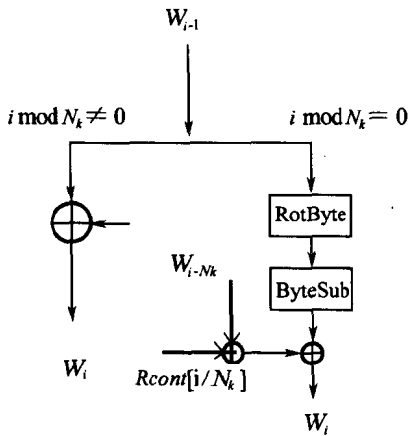 W_{i-1}
i mod N_k ≠ 0
i mod N_k = 0
RotByte
W_{i-Nk}
ByteSub
W_i
Rcont[i/N_k]
W_i